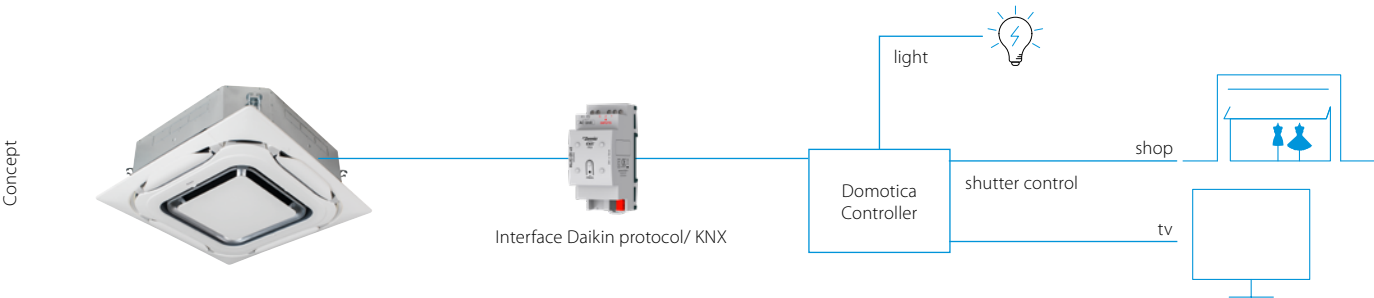 Concept
light
shop
shutter control
Domotica
Controller
tv
Interface Daikin protocol/ KNX